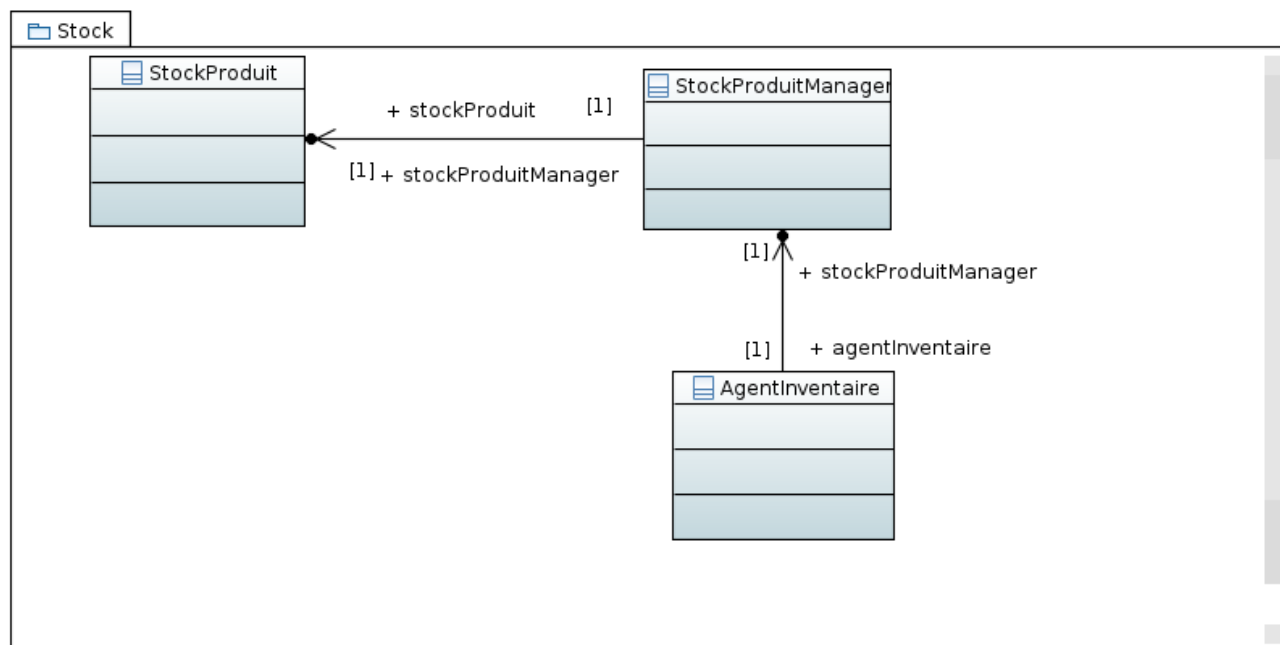 Stock
StockProduit
StockProduitManager
+ stockProduit
[1]
[1]
+ stockProduitManager
[1]
+ stockProduitManager
[1]
+ agentInventaire
AgentInventaire